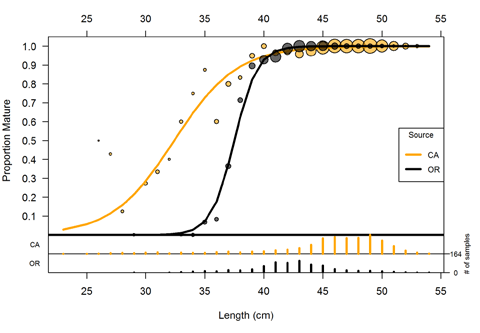 25 30 35 40 45 50 55
1.0
0.9
0.8
0.7
0.6
0.5
0.4
0.3
0.2
0.1
Proportion Mature
Source
CA
OR
CA
OR
164
0
# of samples
25 30 35 40 45 50 55
Length (cm)